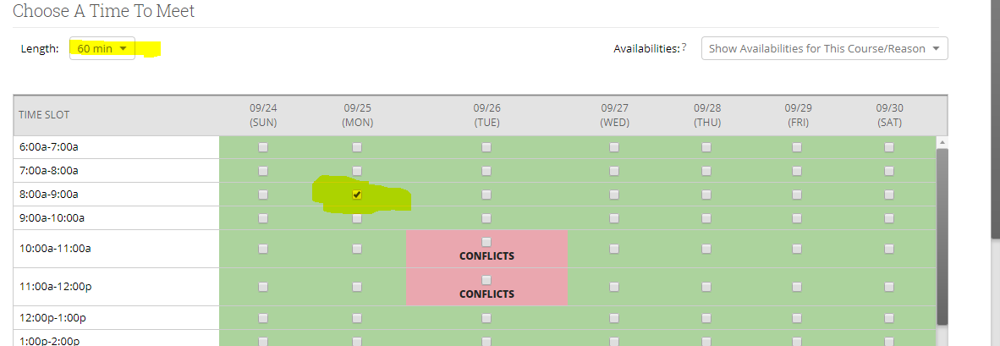 Choose A Time To Meet
Length: 60 min Availabilities:? Show Availabilities for This Course/Reason
TIME SLOT 09/24 09/25 09/26 09/27 09/28 09/29 09/30
(SUN) (MON) (TUE) (WED) (THU) (FRI) (SAT)
6:00a-7:00a
7:00a-8:00a
8:00a-9:00a
9:00a-10:00a
10:00a-11:00a CONFLICTS
11:00a-12:00p CONFLICTS
12:00p-1:00p
1:00p-2:00p